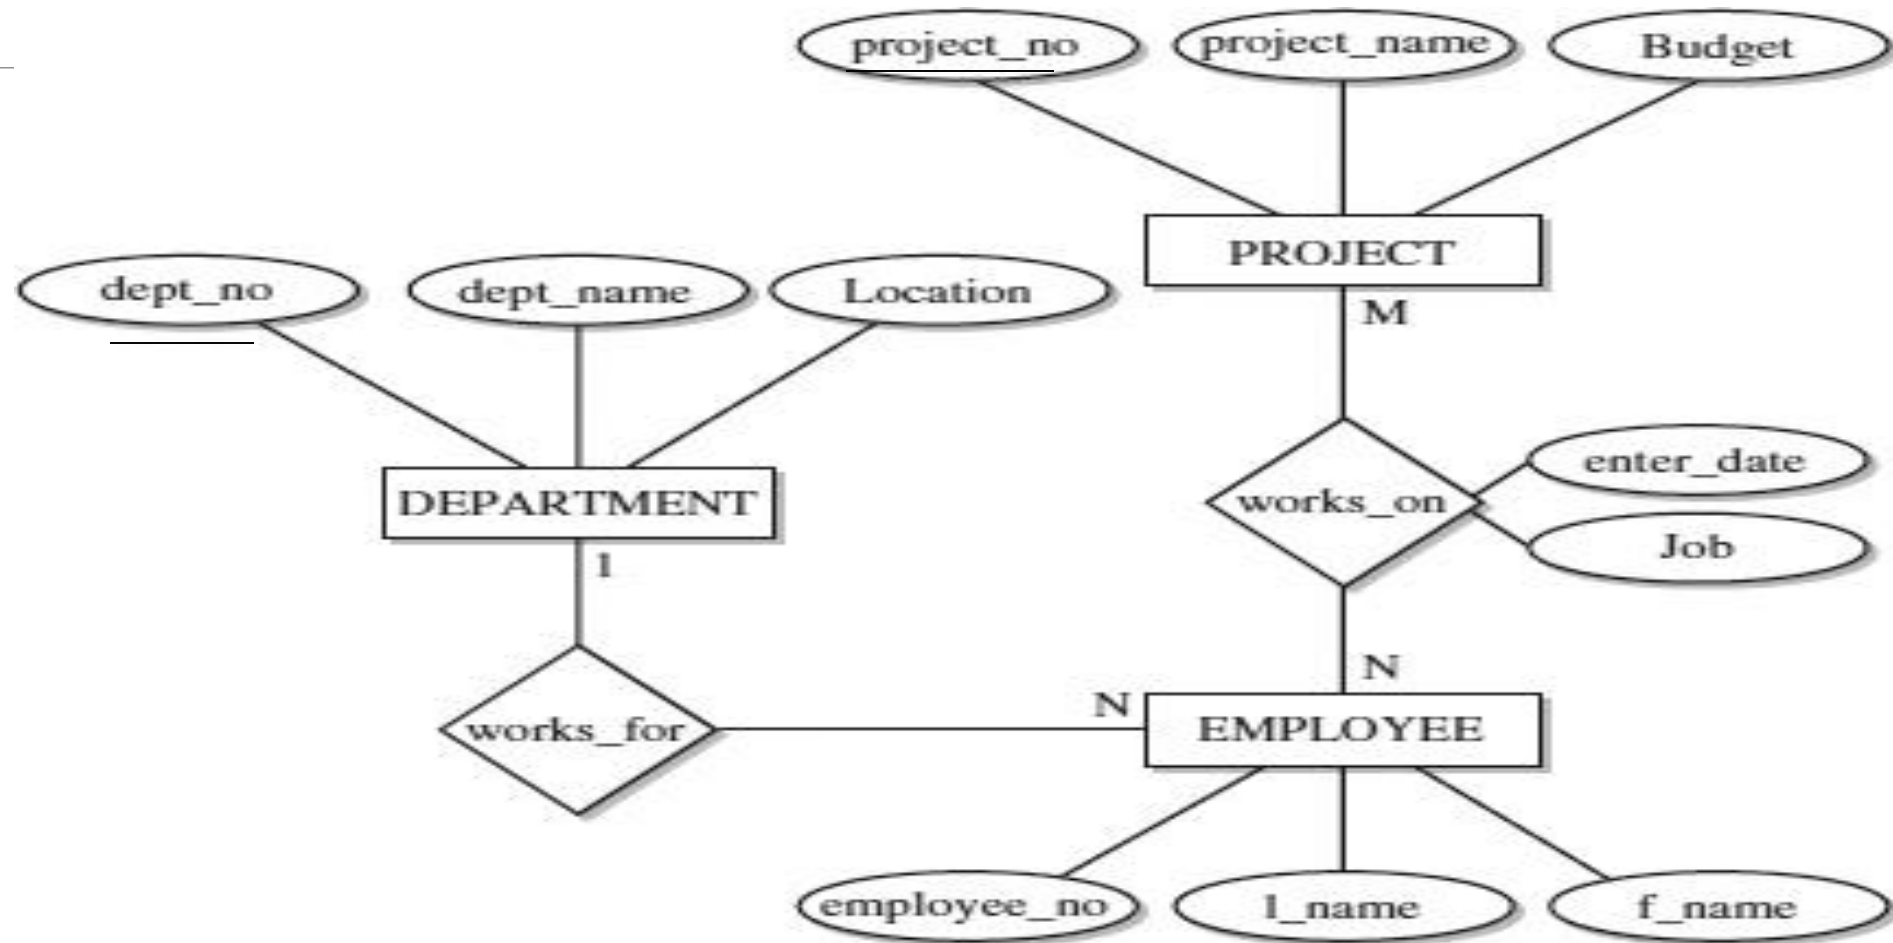 project_no
project_name
Budget
PROJECT
M
dept_no
dept_name
Location
DEPARTMENT
1
works_on
enter_date
Job
works_for
N
N
EMPLOYEE
employee_no
l_name
f_name